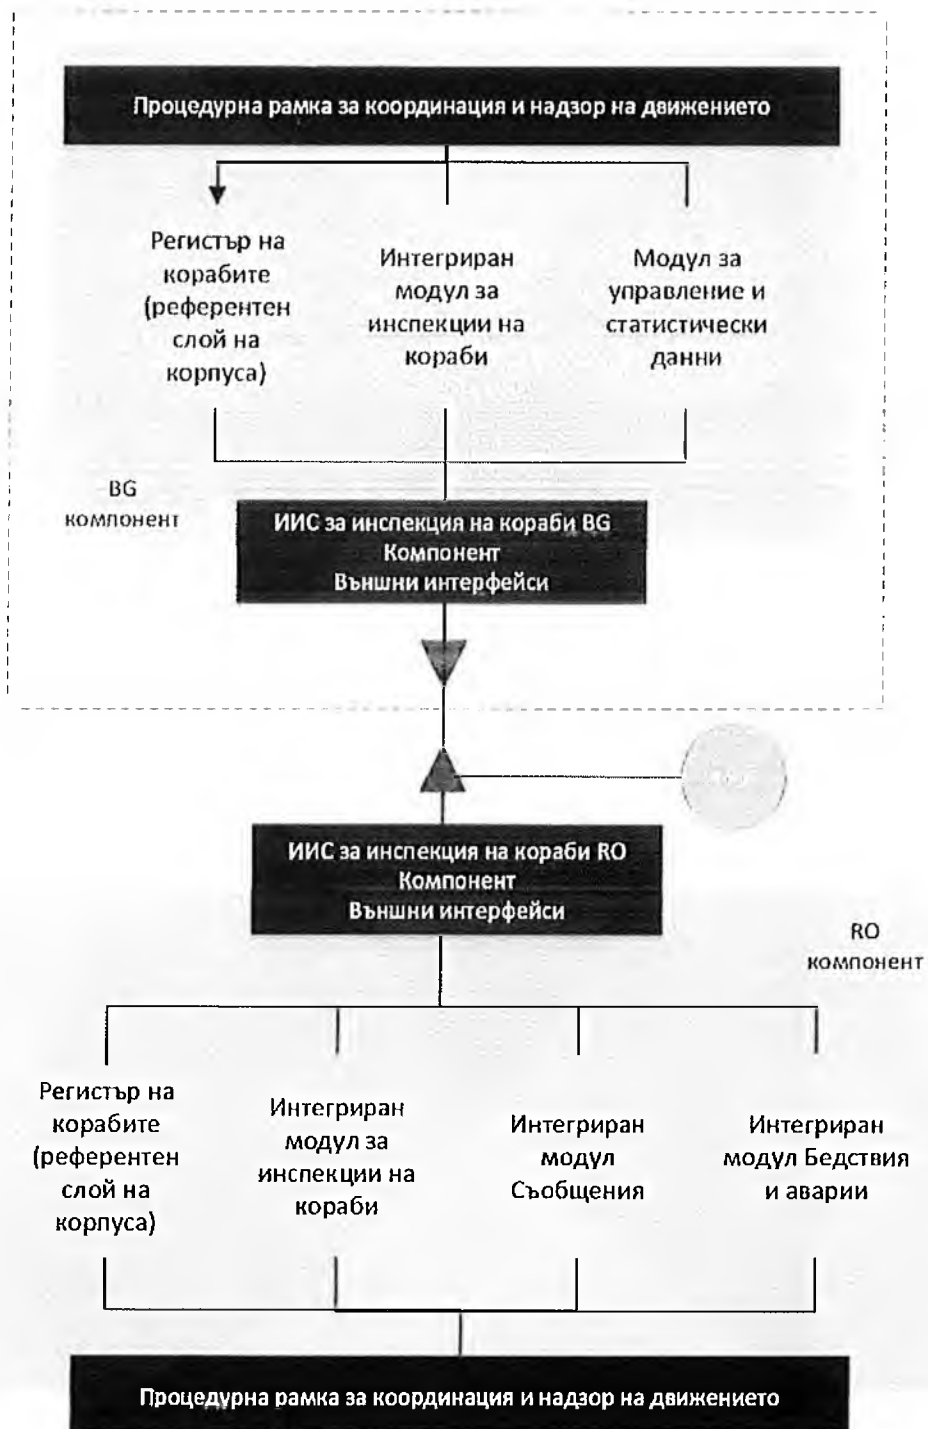 Процедурна рамка за координация и надзор на движението
Регистър на
корабите
(референтен
слой на
корпуса)
Интегриран
модул за
инспекции на
кораби
Модул за
управление и
статистически
данни
BG
компонент
ИИС за инспекция на кораби BG
Компонент
Външни интерфейси
ИИС за инспекция на кораби RO
Компонент
Външни интерфейси
RO
компонент
Регистър на
корабите
(референтен
слой на
корпуса)
Интегриран
модул за
инспекции на
кораби
Интегриран
модул
Съобщения
Интегриран
модул Бедствия
и аварии
Процедурна рамка за координация и надзор на движението